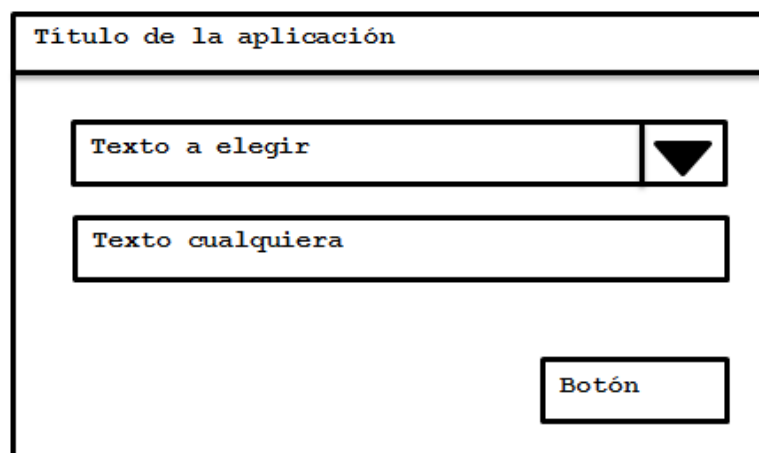 Título de la aplicación
Texto a elegir
Texto cualquiera
Botón